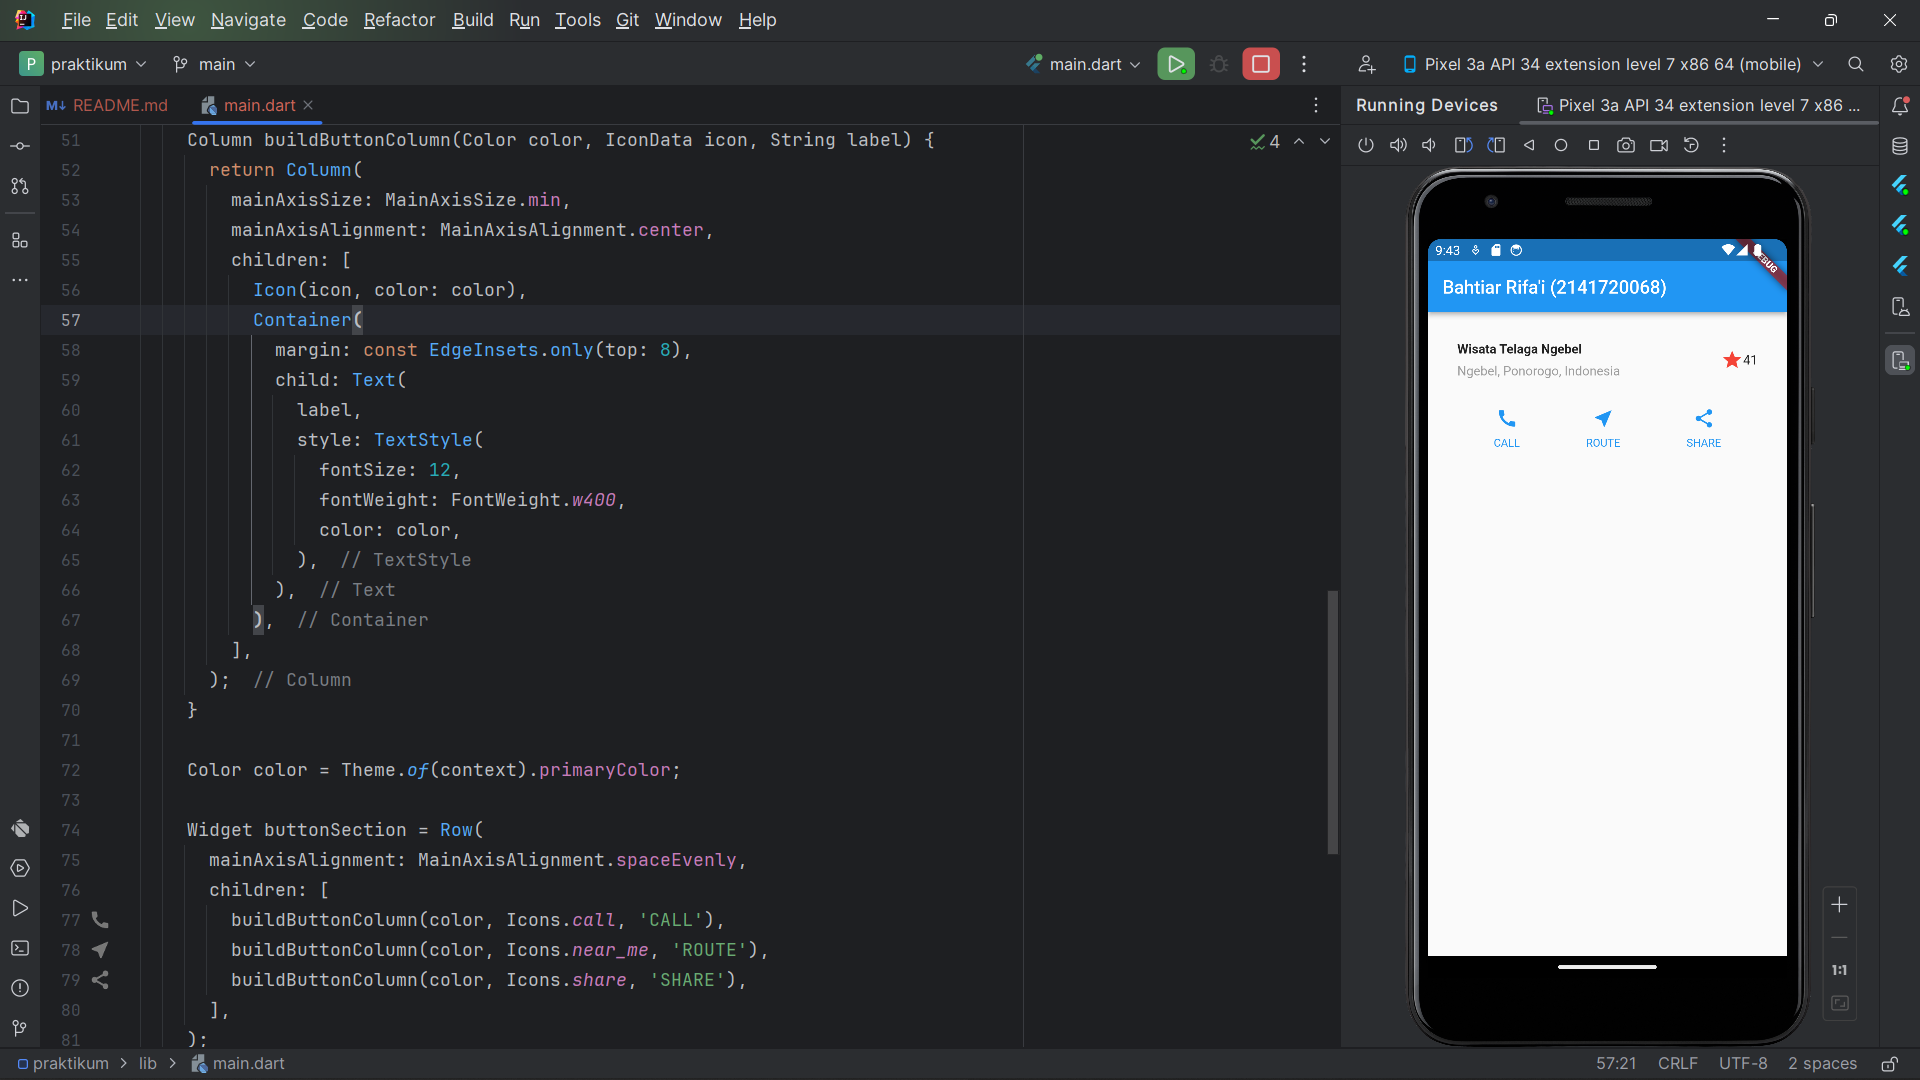 File Edit View Navigate Code Refactor Build Run Tools Git Window Help
P praktikum main main.dart Pixel 3a API 34 extension level 7 x86 64 (mobile)
M↓ README.md main.dart Running Devices Pixel 3a API 34 extension level 7 x86 ...
4
51 Column buildButtonColumn(Color color, IconData icon, String label) {
52 return Column(
53 mainAxisSize: MainAxisSize.min,
54 mainAxisAlignment: MainAxisAlignment.center,
55 children: [
56 Icon(icon, color: color),
57 Container(
58 margin: const EdgeInsets.only(top: 8),
59 child: Text(
60 label,
61 style: TextStyle(
62 fontSize: 12,
63 fontWeight: FontWeight.w400,
64 color: color,
65 ), // TextStyle
66 ), // Text
67 ), // Container
68 ],
69 ); // Column
70 }
71
72 Color color = Theme.of(context).primaryColor;
73
74 Widget buttonSection = Row(
75 mainAxisAlignment: MainAxisAlignment.spaceEvenly,
76 children: [
77 buildButtonColumn(color, Icons.call, 'CALL'),
78 buildButtonColumn(color, Icons.near_me, 'ROUTE'),
79 buildButtonColumn(color, Icons.share, 'SHARE'),
80 ],
81 );
9:43
DEBUG
Bahtiar Rifa'i (2141720068)
Wisata Telaga Ngebel
Ngebel, Ponorogo, Indonesia
41
CALL ROUTE SHARE
1:1
praktikum > lib > main.dart 57:21 CRLF UTF-8 2 spaces